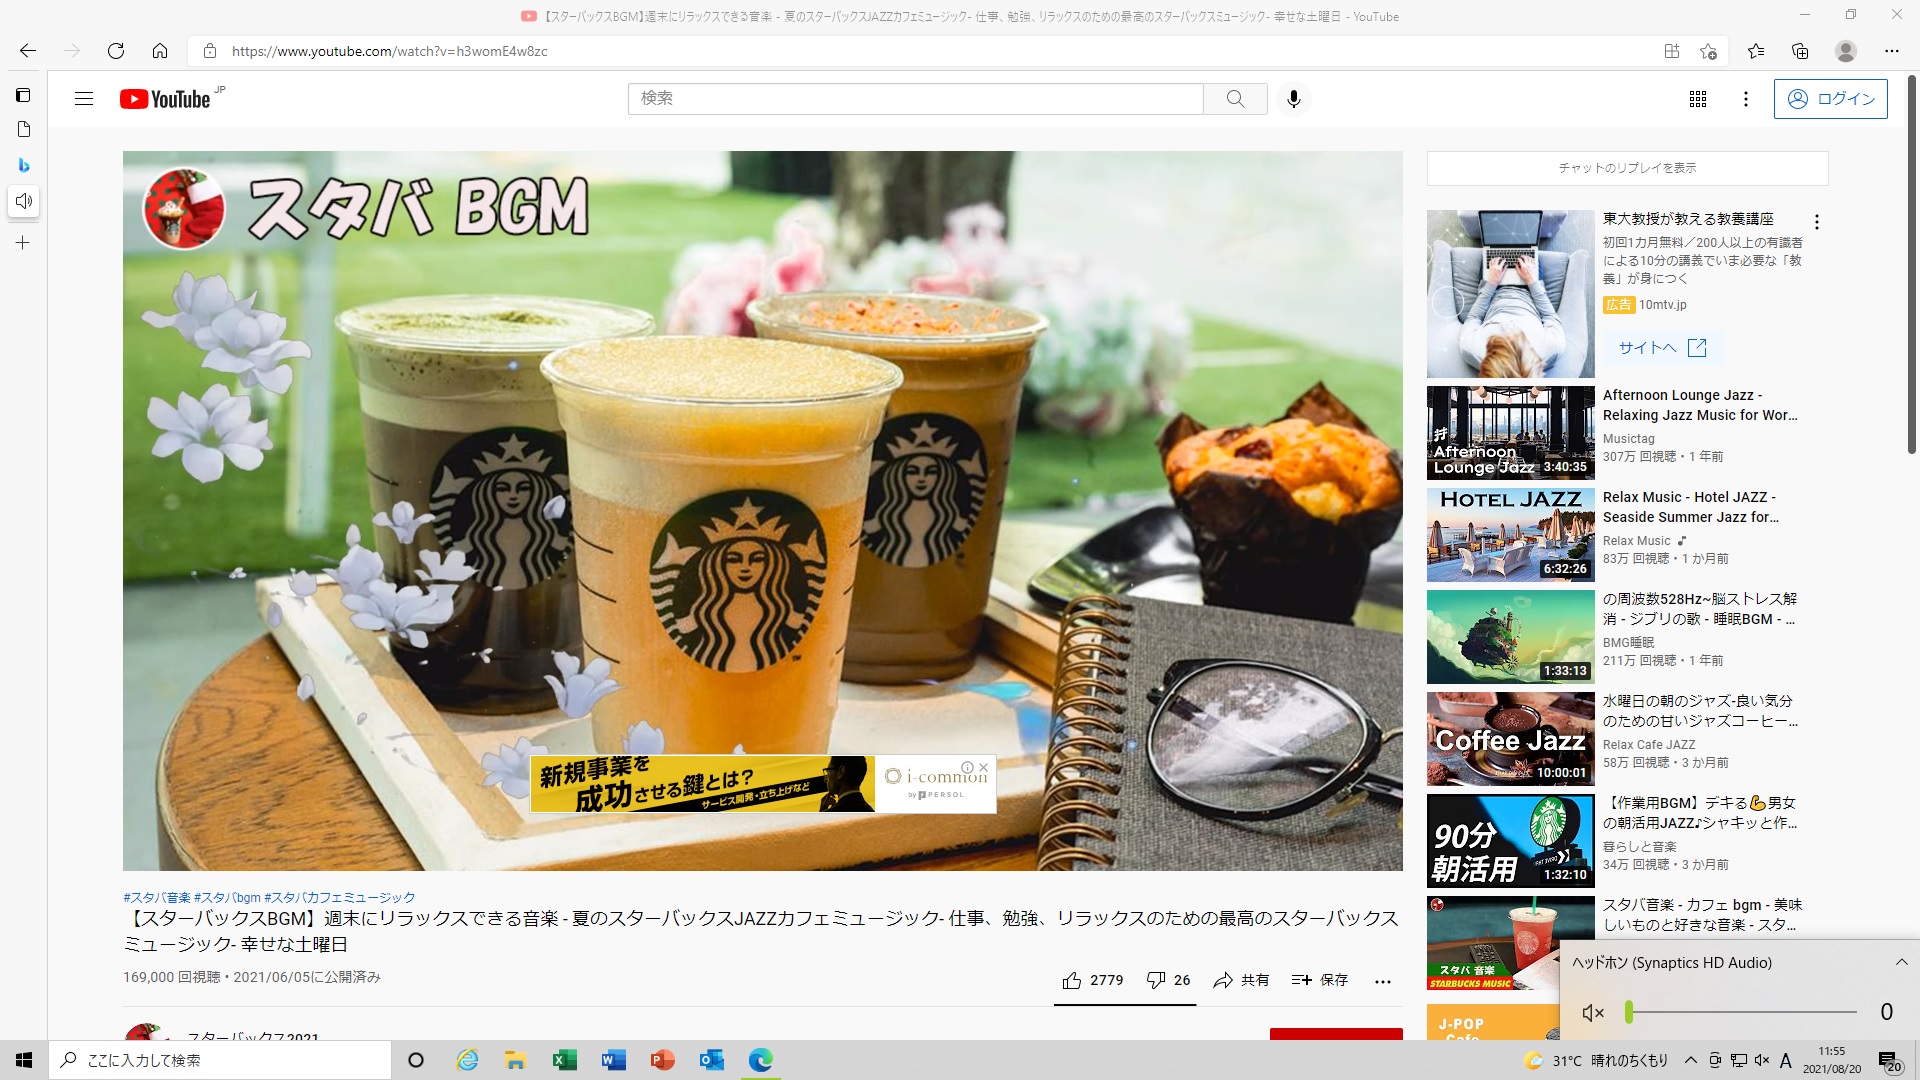 【スターバックスBGM】週末にリラックスできる音楽 - 夏のスターバックスJAZZカフェミュージック- 仕事、勉強、リラックスのための最高のスターバックスミュージック- 幸せな土曜日 - YouTube
https://www.youtube.com/watch?v=h3womE4w8zc
YouTube JP
検索
ログイン
スタバ BGM
新規事業を
成功させる鍵とは?
サービス開発・立ち上げなど
i-common
by PERSOL
#スタバ音楽 #スタバbgm #スタバカフェミュージック
【スターバックスBGM】週末にリラックスできる音楽 - 夏のスターバックスJAZZカフェミュージック- 仕事、勉強、リラックスのための最高のスターバックス
ミュージック- 幸せな土曜日
169,000 回視聴・2021/06/05に公開済み
2779
26
共有
保存
スターバックス2021
チャットのリプレイを表示
東大教授が教える教養講座
初回1カ月無料／200人以上の有識者
による10分の講義でいま必要な「教
養」が身につく
広告 10mtv.jp
サイトへ
Afternoon
Lounge Jazz
3:40:35
Afternoon Lounge Jazz -
Relaxing Jazz Music for Wor...
Musictag
307万 回視聴・1 年前
HOTEL JAZZ
6:32:26
Relax Music - Hotel JAZZ -
Seaside Summer Jazz for...
Relax Music ♪
83万 回視聴・1 か月前
1:33:13
の周波数528Hz~脳ストレス解
消 - ジブリの歌 - 睡眠BGM - ...
BMG睡眠
211万 回視聴・1 年前
Coffee Jazz
10:00:01
水曜日の朝のジャズ-良い気分
のための甘いジャズコーヒー...
Relax Cafe JAZZ
58万 回視聴・3 か月前
90分
朝活用
1:32:10
【作業用BGM】デキる💪男女
の朝活用JAZZ♪シャキッと作...
暮らしと音楽
34万 回視聴・3 か月前
スタバ 音楽
STARBUCKS MUSIC
スタバ音楽 - カフェ bgm - 美味
しいものと好きな音楽 - スタ...
J-POP
Cafe
ヘッドホン (Synaptics HD Audio)
0
ここに入力して検索
31°C 晴れのちくもり
A
11:55
2021/08/20
20